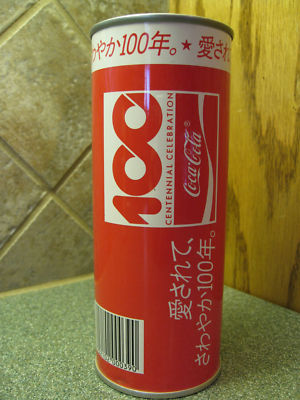 さわやか100年。★愛され
100
CENTENNIAL CELEBRATION
Coca-Cola®
愛されて、
さわやか100年。